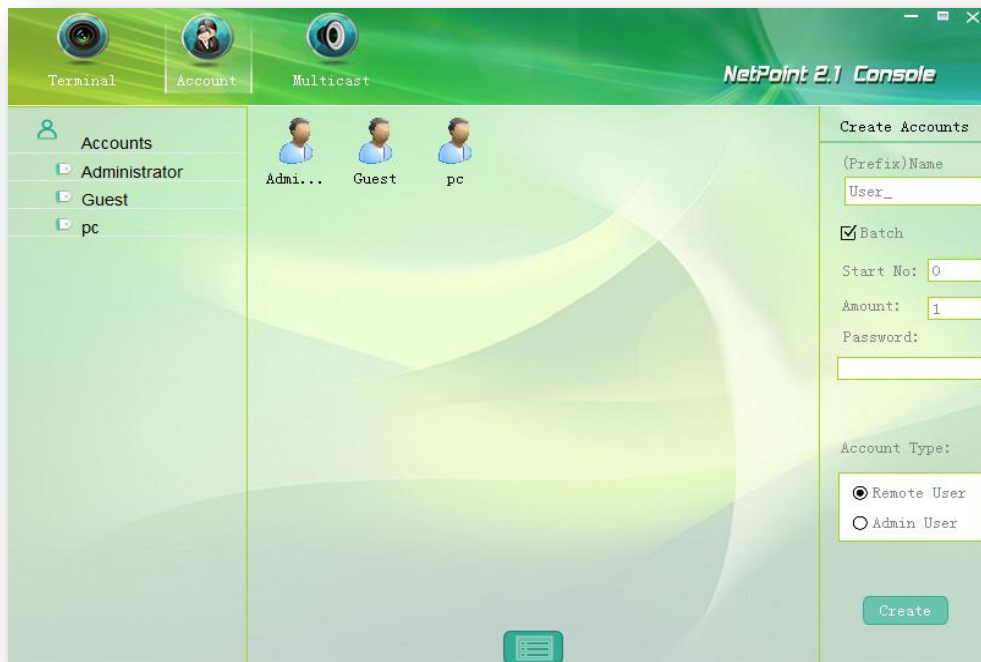 Terminal Account Multicast
NetPoint 2.1 Console
Accounts
Administrator
Guest
pc
Admi... Guest pc
Create Accounts
(Prefix)Name
User_
Batch
Start No: 0
Amount: 1
Password:
Account Type:
Remote User
Admin User
Create